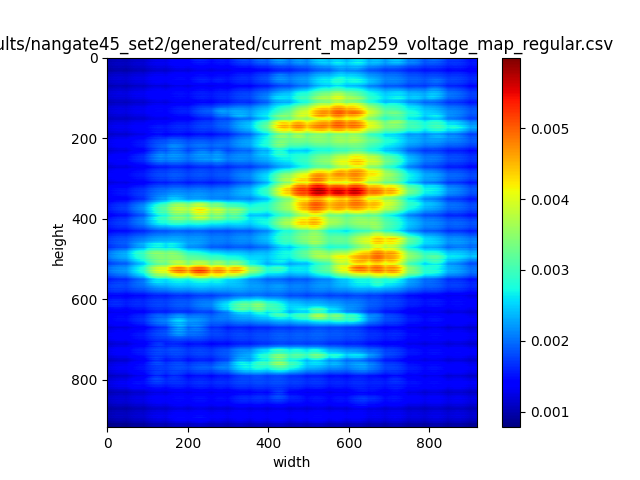 ults/nangate45_set2/generated/current_map259_voltage_map_regular.csv
0
200
400
600
800
height
0 200 400 600 800
width
0.005
0.004
0.003
0.002
0.001